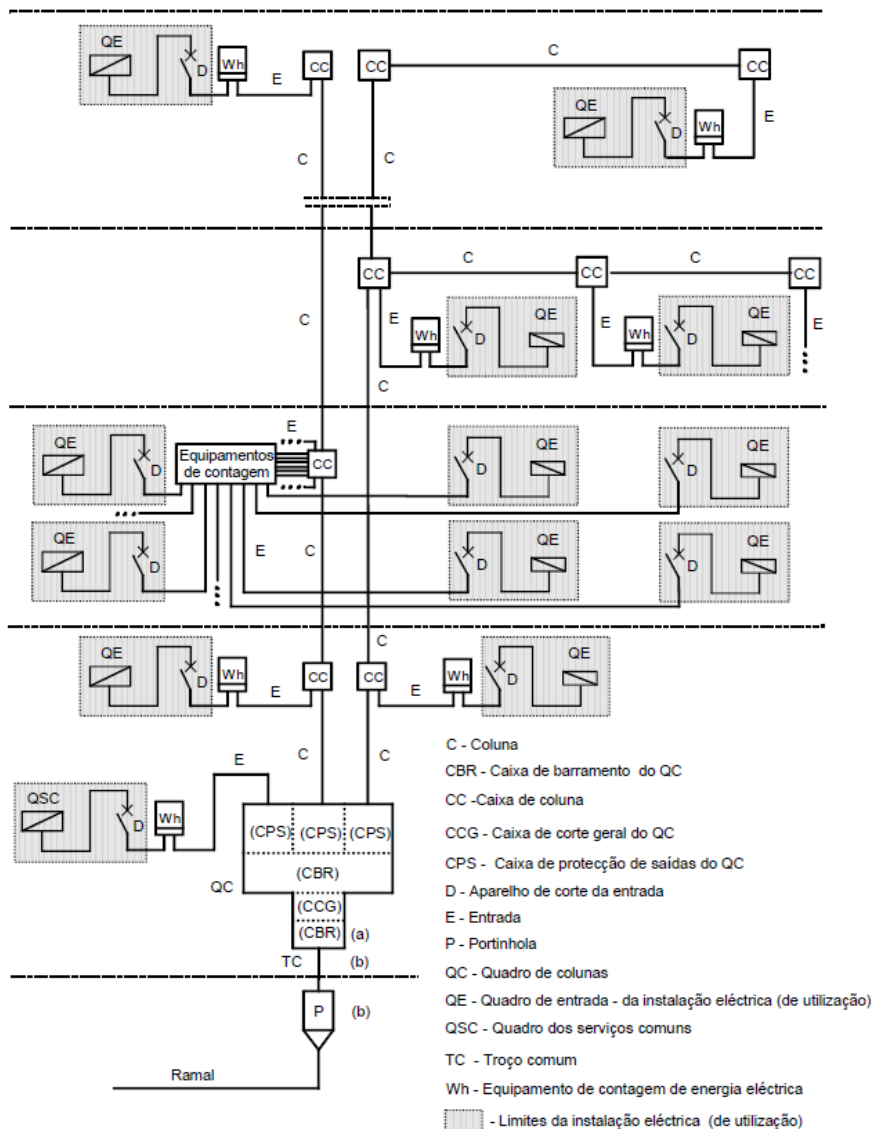 QE
D
Wh
E
CC
CC
C
CC
QE
D
Wh
E
C
C
CC
C
CC
C
CC
C
E
Wh
D
QE
E
Wh
D
QE
E
C
QE
D
Equipamentos
de contagem
E
CC
D
QE
D
QE
QE
D
E
C
D
QE
D
QE
C
QE
D
Wh
E
CC
CC
E
Wh
D
QE
C
C
E
QSC
D
Wh
(CPS)
(CPS)
(CPS)
(CBR)
QC
(CCG)
(CBR)
(a)
TC
(b)
P
(b)
Ramal
C - Coluna
CBR - Caixa de barramento do QC
CC -Caixa de coluna
CCG - Caixa de corte geral do QC
CPS - Caixa de protecção de saídas do QC
D - Aparelho de corte da entrada
E - Entrada
P - Portinhola
QC - Quadro de colunas
QE - Quadro de entrada - da instalação eléctrica (de utilização)
QSC - Quadro dos serviços comuns
TC - Troço comum
Wh - Equipamento de contagem de energia eléctrica
- Limites da instalação eléctrica (de utilização)